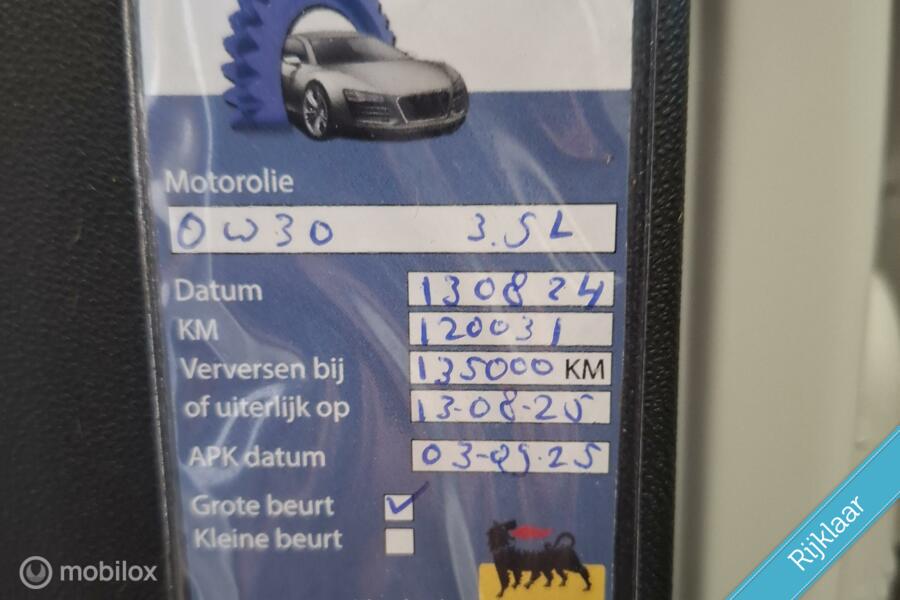 Motorolie
0W30 3.5L
Datum 130824
KM 120031
Verversen bij 135000 KM
of uiterlijk op 13-08-25
APK datum 03-09-25
Grote beurt
Kleine beurt
Rijklaar
mobilox